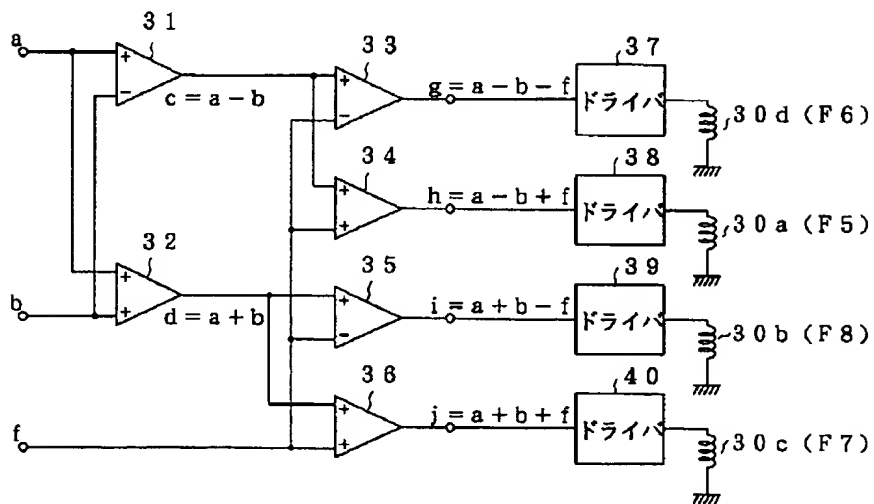 a
31
+
−
c=a−b
33
+
−
g=a−b−f
37
ドライバ
30d (F6)
34
+
+
h=a−b+f
38
ドライバ
30a (F5)
32
+
+
b
d=a+b
35
+
−
i=a+b−f
39
ドライバ
30b (F8)
36
+
+
f
j=a+b+f
40
ドライバ
30c (F7)